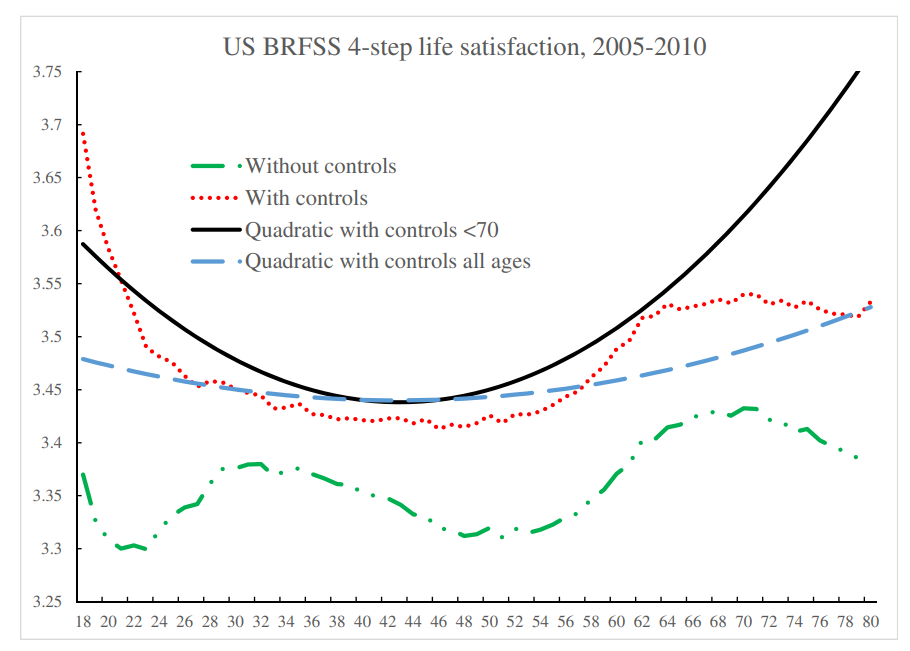 US BRFSS 4-step life satisfaction, 2005-2010
3.75
3.7
3.65
3.6
3.55
3.5
3.45
3.4
3.35
3.3
3.25
Without controls
With controls
Quadratic with controls <70
Quadratic with controls all ages
18 20 22 24 26 28 30 32 34 36 38 40 42 44 46 48 50 52 54 56 58 60 62 64 66 68 70 72 74 76 78 80